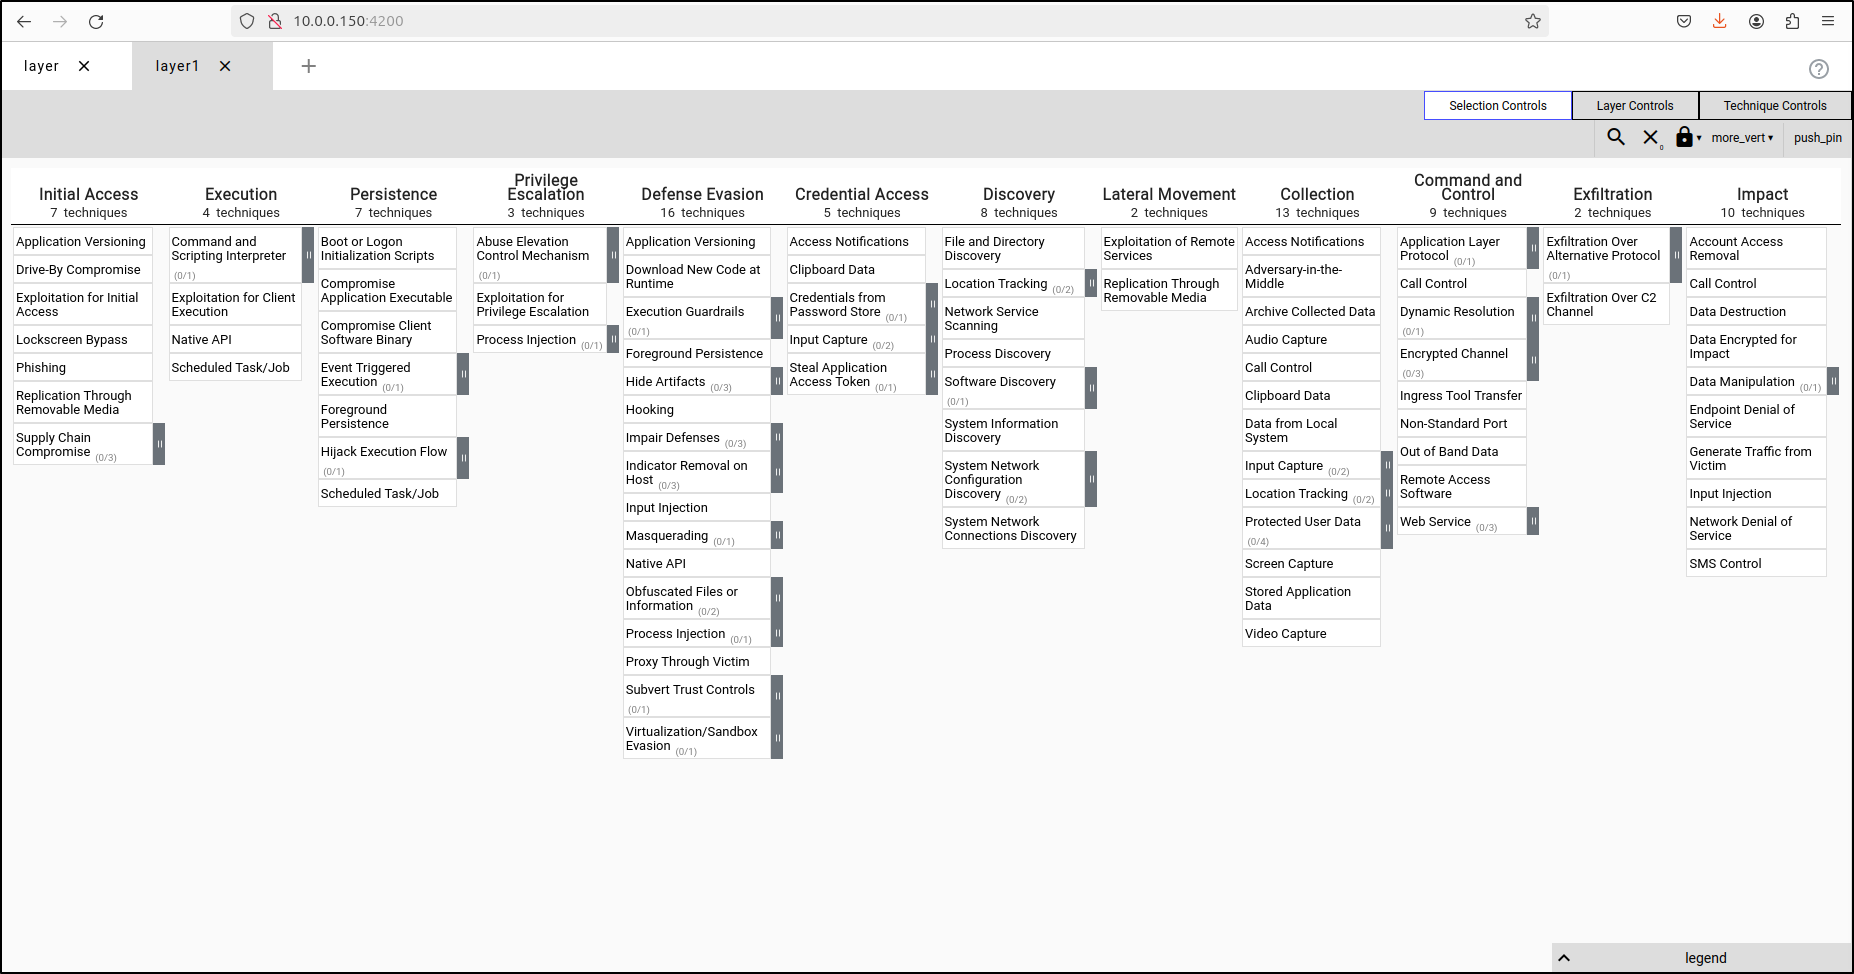 10.0.0.150:4200
layer
layer1
Selection Controls
Layer Controls
Technique Controls
0
more_vert
push_pin
Initial Access
7 techniques
Application Versioning
Drive-By Compromise
Exploitation for Initial
Access
Lockscreen Bypass
Phishing
Replication Through
Removable Media
Supply Chain
Compromise (0/3)
Execution
4 techniques
Command and
Scripting Interpreter
(0/1)
Exploitation for Client
Execution
Native API
Scheduled Task/Job
Persistence
7 techniques
Boot or Logon
Initialization Scripts
Compromise
Application Executable
Compromise Client
Software Binary
Event Triggered
Execution (0/1)
Foreground
Persistence
Hijack Execution Flow
(0/1)
Scheduled Task/Job
Privilege
Escalation
3 techniques
Abuse Elevation
Control Mechanism
(0/1)
Exploitation for
Privilege Escalation
Process Injection (0/1)
Defense Evasion
16 techniques
Application Versioning
Download New Code at
Runtime
Execution Guardrails
(0/1)
Foreground Persistence
Hide Artifacts (0/3)
Hooking
Impair Defenses (0/3)
Indicator Removal on
Host (0/3)
Input Injection
Masquerading (0/1)
Native API
Obfuscated Files or
Information (0/2)
Process Injection (0/1)
Proxy Through Victim
Subvert Trust Controls
(0/1)
Virtualization/Sandbox
Evasion (0/1)
Credential Access
5 techniques
Access Notifications
Clipboard Data
Credentials from
Password Store (0/1)
Input Capture (0/2)
Steal Application
Access Token (0/1)
Discovery
8 techniques
File and Directory
Discovery
Location Tracking (0/2)
Network Service
Scanning
Process Discovery
Software Discovery
(0/1)
System Information
Discovery
System Network
Configuration
Discovery (0/2)
System Network
Connections Discovery
Lateral Movement
2 techniques
Exploitation of Remote
Services
Replication Through
Removable Media
Collection
13 techniques
Access Notifications
Adversary-in-the-
Middle
Archive Collected Data
Audio Capture
Call Control
Clipboard Data
Data from Local
System
Input Capture (0/2)
Location Tracking (0/2)
Protected User Data
(0/4)
Screen Capture
Stored Application
Data
Video Capture
Command and
Control
9 techniques
Application Layer
Protocol (0/1)
Call Control
Dynamic Resolution
(0/1)
Encrypted Channel
(0/3)
Ingress Tool Transfer
Non-Standard Port
Out of Band Data
Remote Access
Software
Web Service (0/3)
Exfiltration
2 techniques
Exfiltration Over
Alternative Protocol
(0/1)
Exfiltration Over C2
Channel
Impact
10 techniques
Account Access
Removal
Call Control
Data Destruction
Data Encrypted for
Impact
Data Manipulation (0/1)
Endpoint Denial of
Service
Generate Traffic from
Victim
Input Injection
Network Denial of
Service
SMS Control
legend